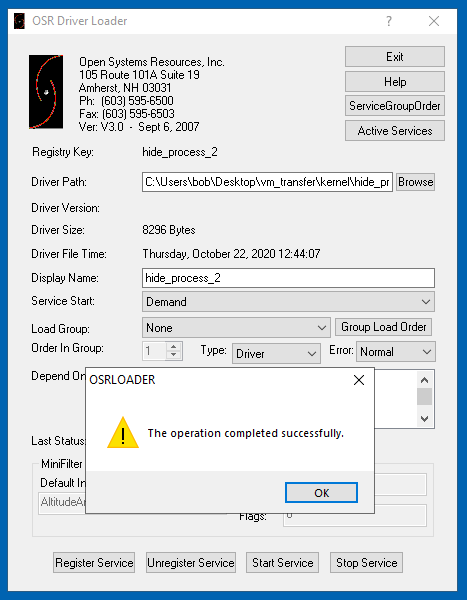 OSR Driver Loader
?
Open Systems Resources, Inc.
105 Route 101A Suite 19
Amherst, NH 03031
Ph: (603) 595-6500
Fax: (603) 595-6503
Ver: V3.0 - Sept 6, 2007
Exit
Help
ServiceGroupOrder
Active Services
Registry Key: hide_process_2
Driver Path: C:\Users\bob\Desktop\vm_transfer\kernel\hide_pr Browse
Driver Version:
Driver Size: 8296 Bytes
Driver File Time: Thursday, October 22, 2020 12:44:07
Display Name: hide_process_2
Service Start: Demand
Load Group: None Group Load Order
Order In Group: 1 Type: Driver Error: Normal
Depend On
OSRLOADER
The operation completed successfully.
OK
Last Status:
MiniFilter
Default In
AltitudeAn
Flags: 0
Register Service Unregister Service Start Service Stop Service